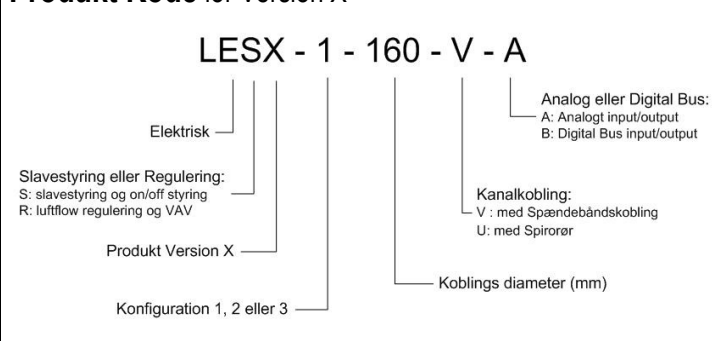 Produkt Kode for Version X
LESX - 1 - 160 - V - A
Analog eller Digital Bus:
A: Analogt input/output
B: Digital Bus input/output
Elektrisk
Slavestyring eller Regulering:
S: slavestyring og on/off styring
R: luftflow regulering og VAV
Kanalkobling:
V : med Spændebåndskobling
U: med Spirorør
Produkt Version X
Koblings diameter (mm)
Konfiguration 1, 2 eller 3